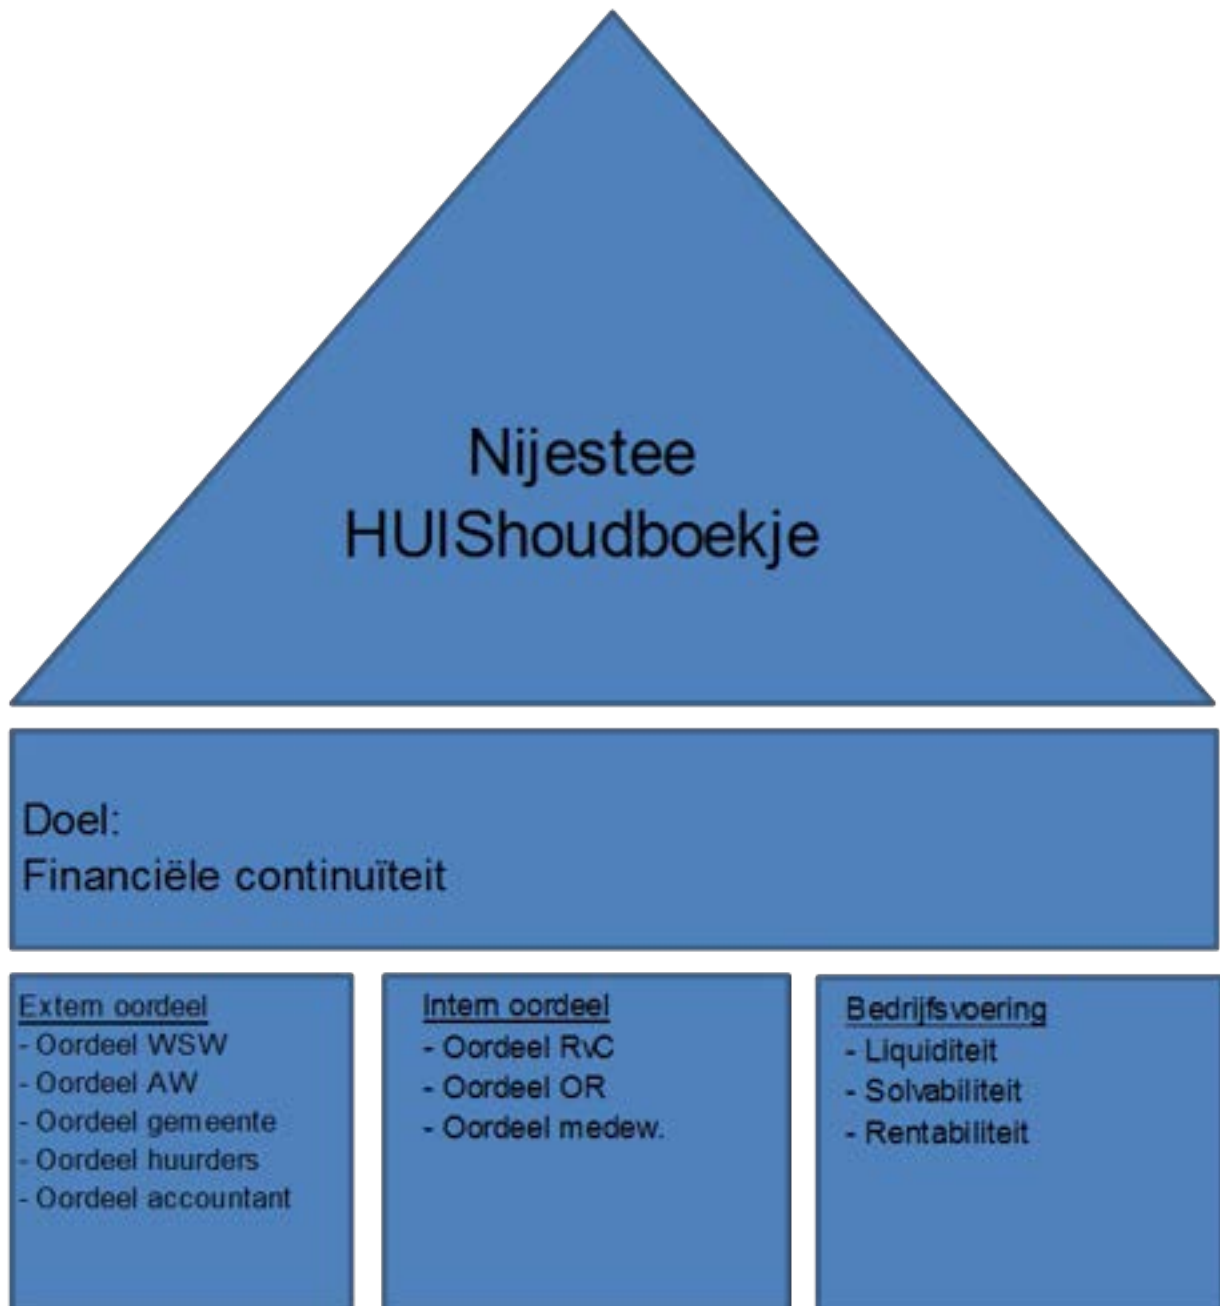 Nijestee
HUIShoudboekje
Doel:
Financiële continuïteit
Extern oordeel
- Oordeel WSW
- Oordeel AW
- Oordeel gemeente
- Oordeel huurders
- Oordeel accountant
Intern oordeel
- Oordeel RvC
- Oordeel OR
- Oordeel medew.
Bedrijfsvoering
- Liquiditeit
- Solvabiliteit
- Rentabiliteit